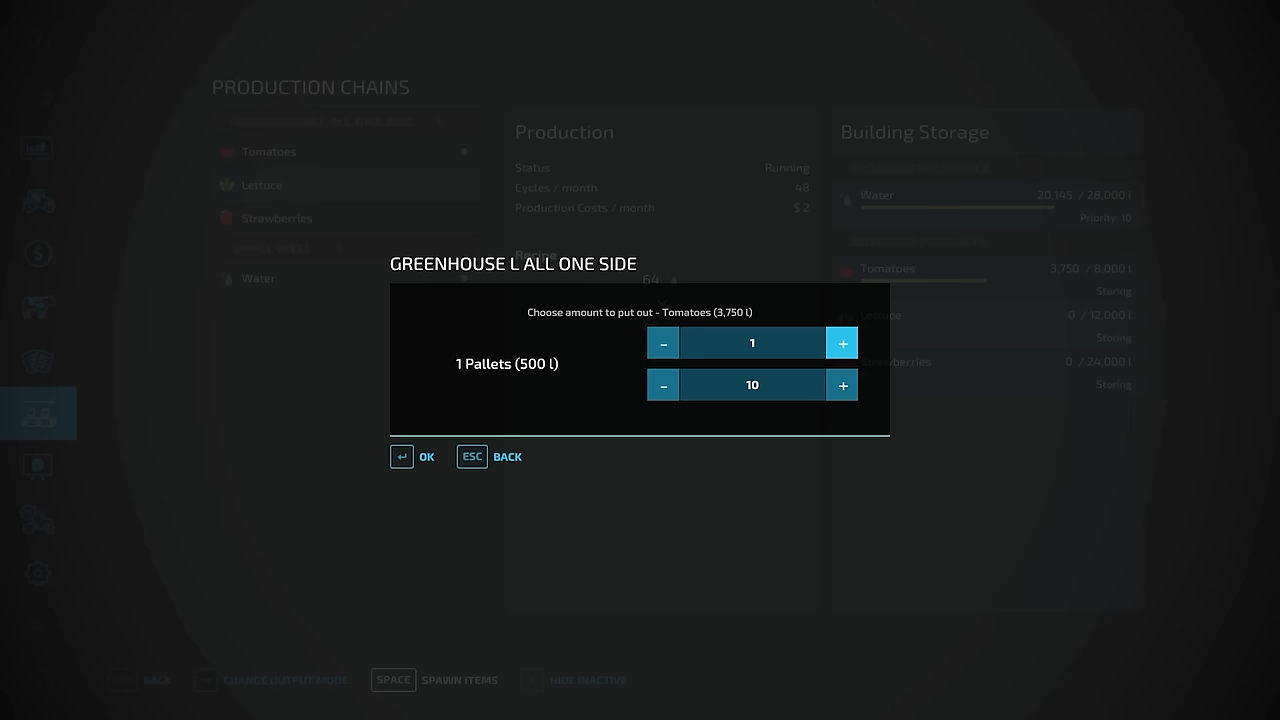 PRODUCTION CHAINS
Tomatoes
Lettuce
Strawberries
Water
Production
Status Running
Cycles / month 48
Production Costs / month $ 2
Recipe
64
Building Storage
Water 20,145 / 28,000 l
Priority: 10
Tomatoes 3,750 / 8,000 l
Storing
0 / 12,000 l
Storing
0 / 24,000 l
Storing
GREENHOUSE L ALL ONE SIDE
Choose amount to put out - Tomatoes (3,750 l)
1 Pallets (500 l)
- 1 +
- 10 +
OK ESC BACK
BACK CHANGE OUTPUT MODE SPACE SPAWN ITEMS HIDE INACTIVE